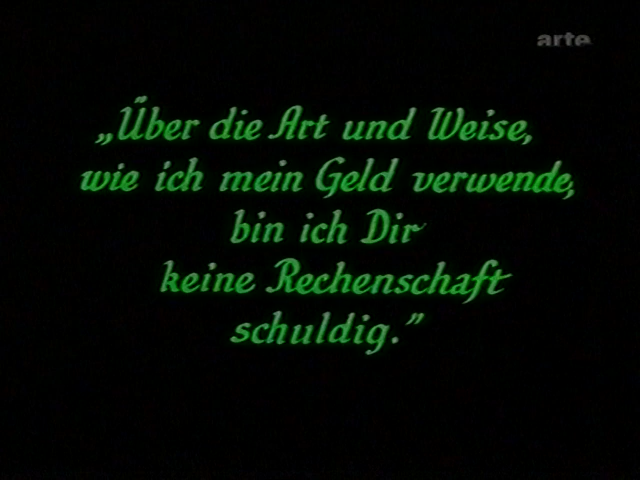 arte
„Über die Art und Weise,
wie ich mein Geld verwende,
bin ich Dir
keine Rechenschaft
schuldig.”